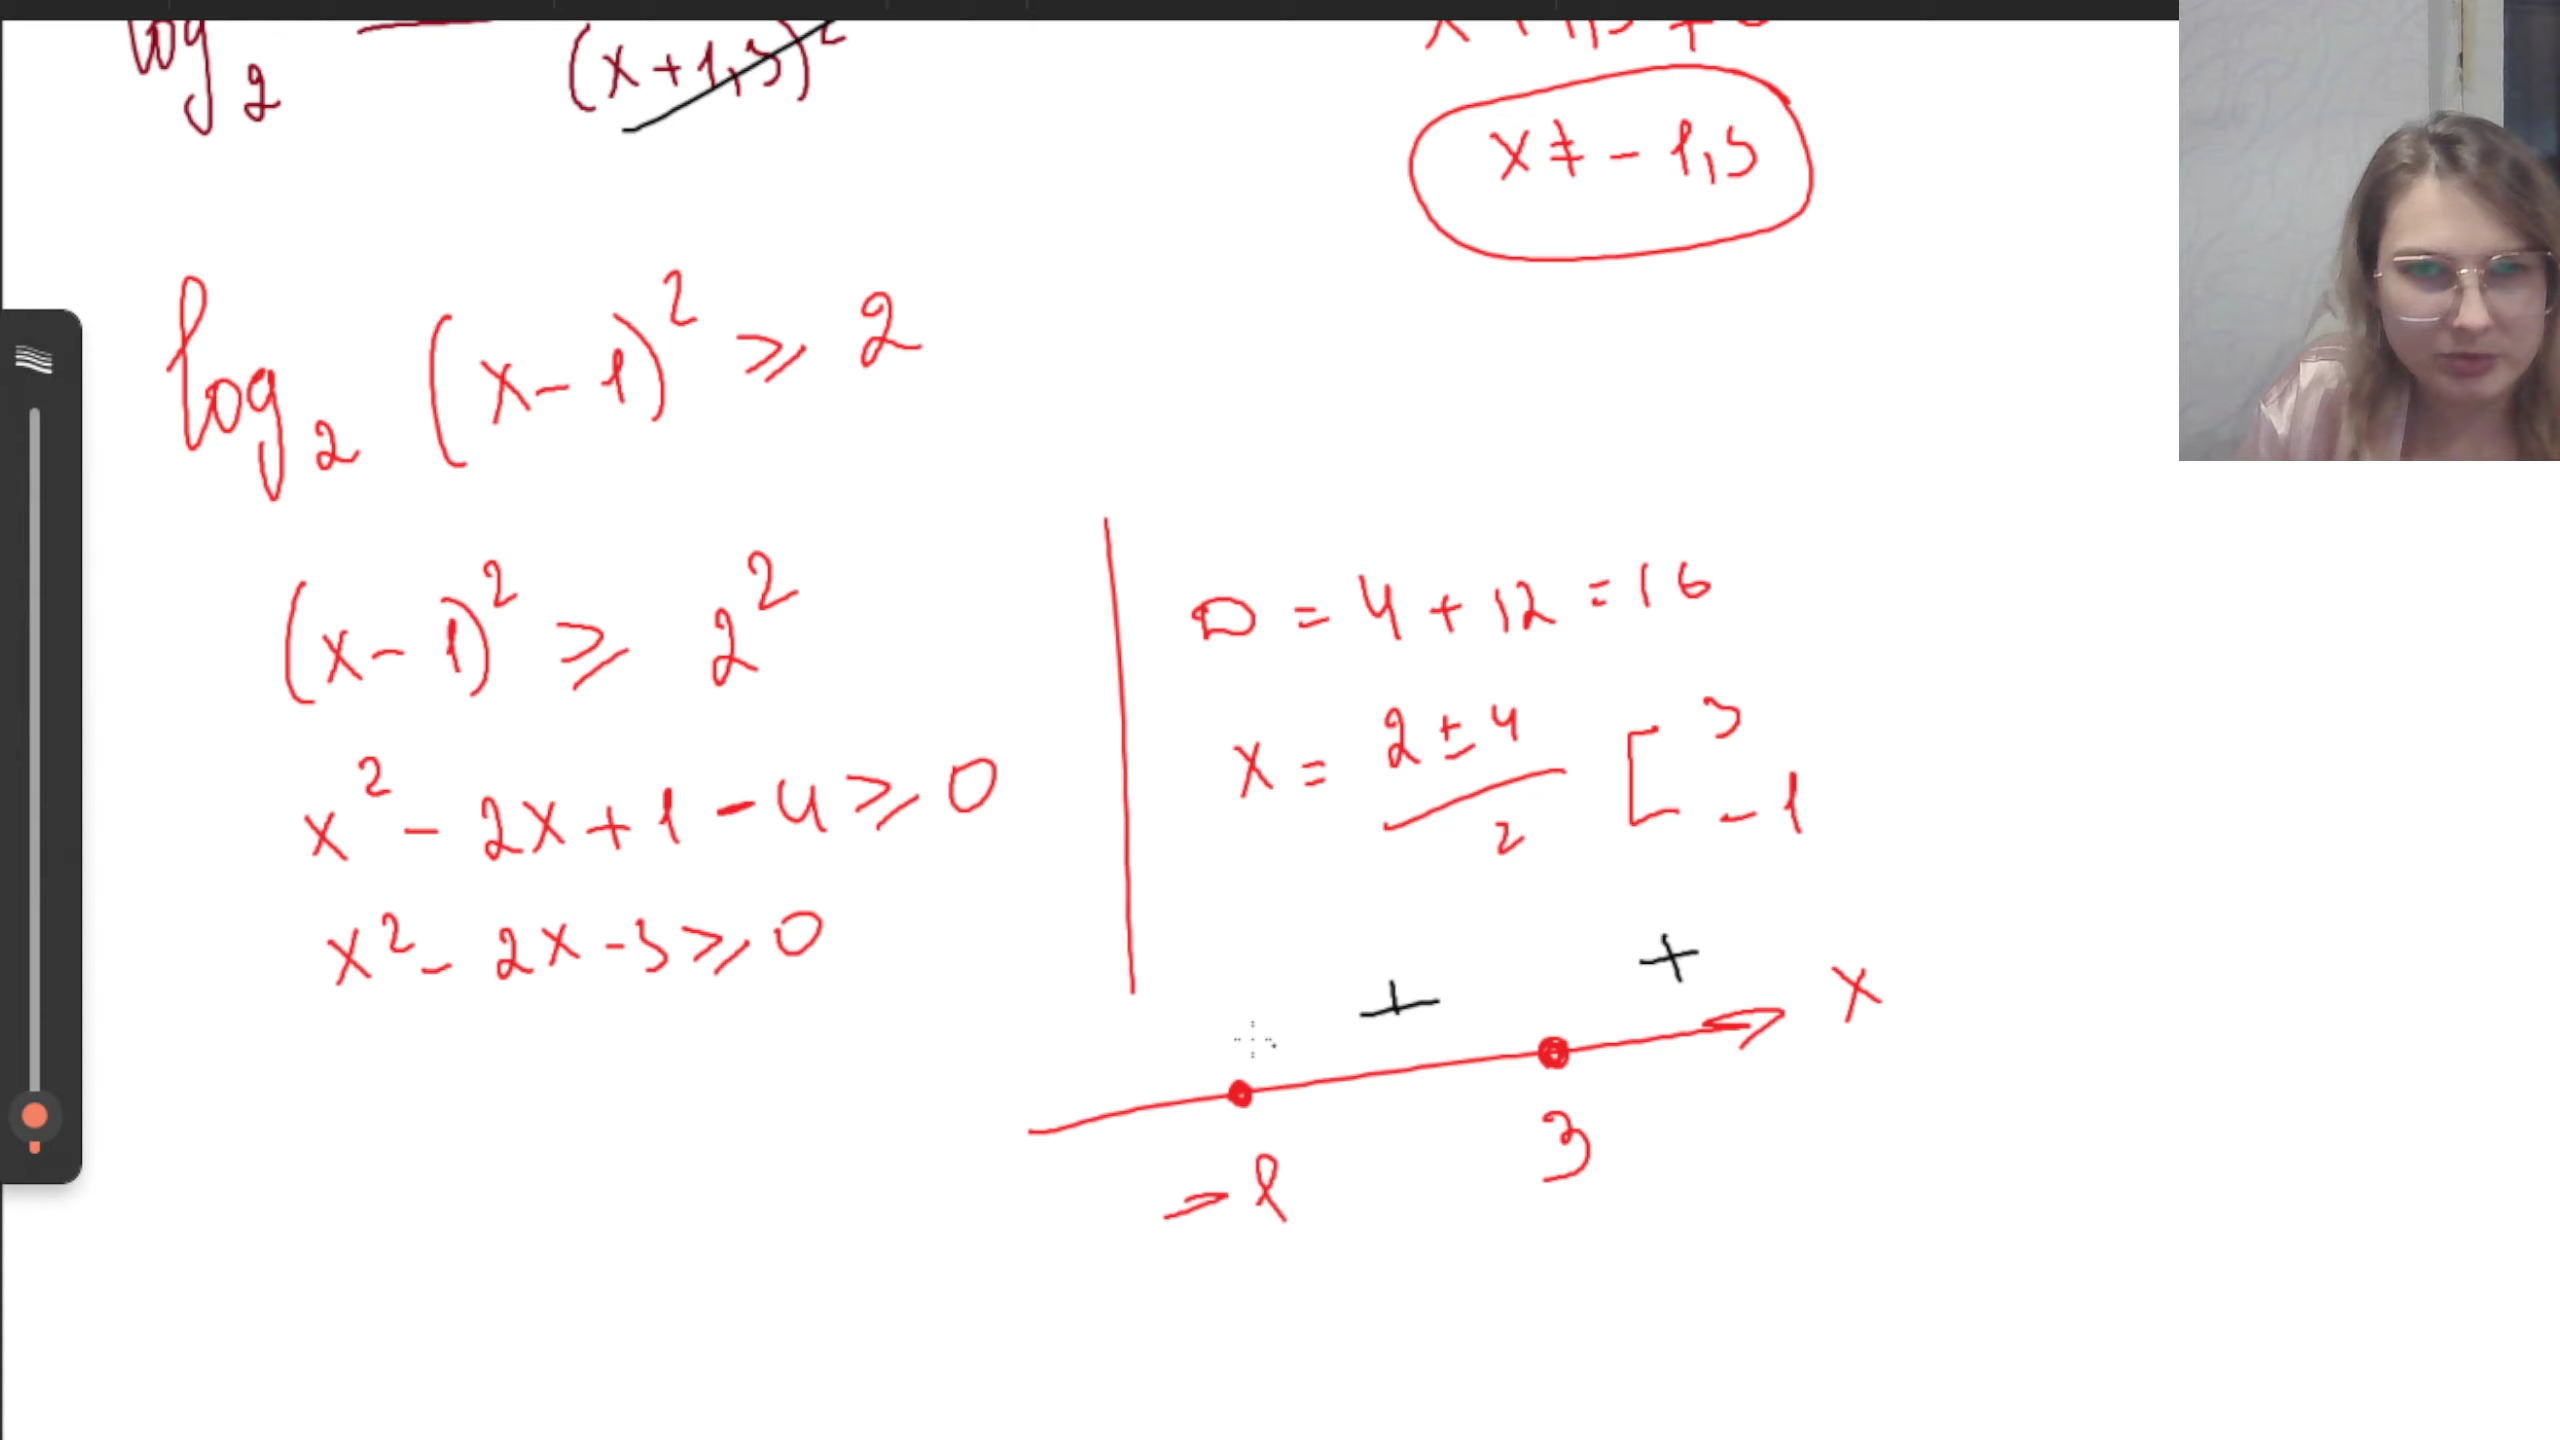 log₂ (x+1,5)²
x ≠ -1,5
log₂ (x-1)² ≥ 2
(x-1)² ≥ 2²
x² - 2x + 1 - 4 ≥ 0
x² - 2x - 3 ≥ 0
D = 4 + 12 = 16
x = (2 ± 4)/2 [ 3
-1
+ +
x
-1 3